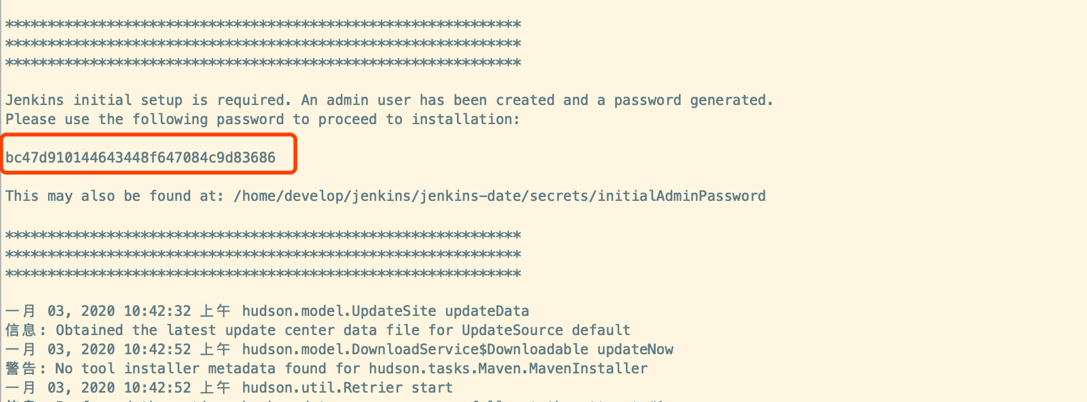 *************************************************************
*************************************************************
*************************************************************
Jenkins initial setup is required. An admin user has been created and a password generated.
Please use the following password to proceed to installation:
bc47d910144643448f647084c9d83686
This may also be found at: /home/develop/jenkins/jenkins-date/secrets/initialAdminPassword
*************************************************************
*************************************************************
*************************************************************
一月 03, 2020 10:42:32 上午 hudson.model.UpdateSite updateData
信息: Obtained the latest update center data file for UpdateSource default
一月 03, 2020 10:42:52 上午 hudson.model.DownloadService$Downloadable updateNow
警告: No tool installer metadata found for hudson.tasks.Maven.MavenInstaller
一月 03, 2020 10:42:52 上午 hudson.util.Retrier start